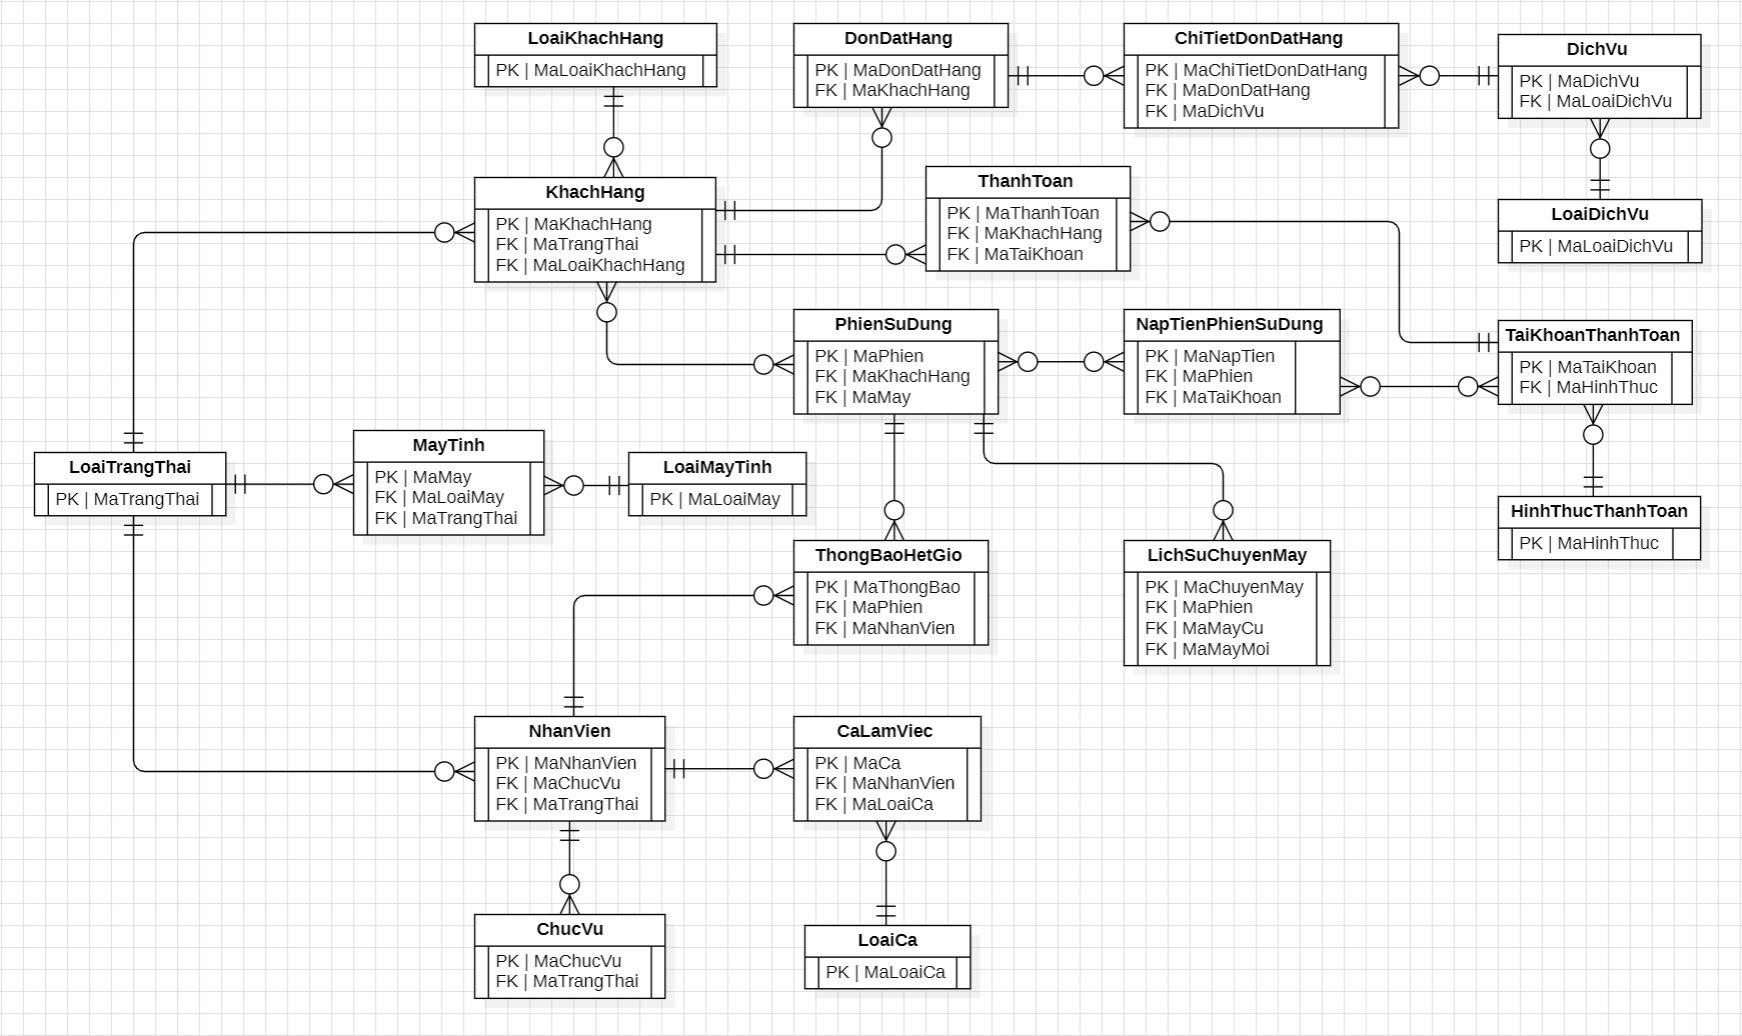 LoaiKhachHang
PK | MaLoaiKhachHang
DonDatHang
PK | MaDonDatHang
FK | MaKhachHang
ChiTietDonDatHang
PK | MaChiTietDonDatHang
FK | MaDonDatHang
FK | MaDichVu
DichVu
PK | MaDichVu
FK | MaLoaiDichVu
KhachHang
PK | MaKhachHang
FK | MaTrangThai
FK | MaLoaiKhachHang
ThanhToan
PK | MaThanhToan
FK | MaKhachHang
FK | MaTaiKhoan
LoaiDichVu
PK | MaLoaiDichVu
PhienSuDung
PK | MaPhien
FK | MaKhachHang
FK | MaMay
NapTienPhienSuDung
PK | MaNapTien
FK | MaPhien
FK | MaTaiKhoan
TaiKhoanThanhToan
PK | MaTaiKhoan
FK | MaHinhThuc
LoaiTrangThai
PK | MaTrangThai
MayTinh
PK | MaMay
FK | MaLoaiMay
FK | MaTrangThai
LoaiMayTinh
PK | MaLoaiMay
HinhThucThanhToan
PK | MaHinhThuc
ThongBaoHetGio
PK | MaThongBao
FK | MaPhien
FK | MaNhanVien
LichSuChuyenMay
PK | MaChuyenMay
FK | MaPhien
FK | MaMayCu
FK | MaMayMoi
NhanVien
PK | MaNhanVien
FK | MaChucVu
FK | MaTrangThai
CaLamViec
PK | MaCa
FK | MaNhanVien
FK | MaLoaiCa
ChucVu
PK | MaChucVu
FK | MaTrangThai
LoaiCa
PK | MaLoaiCa